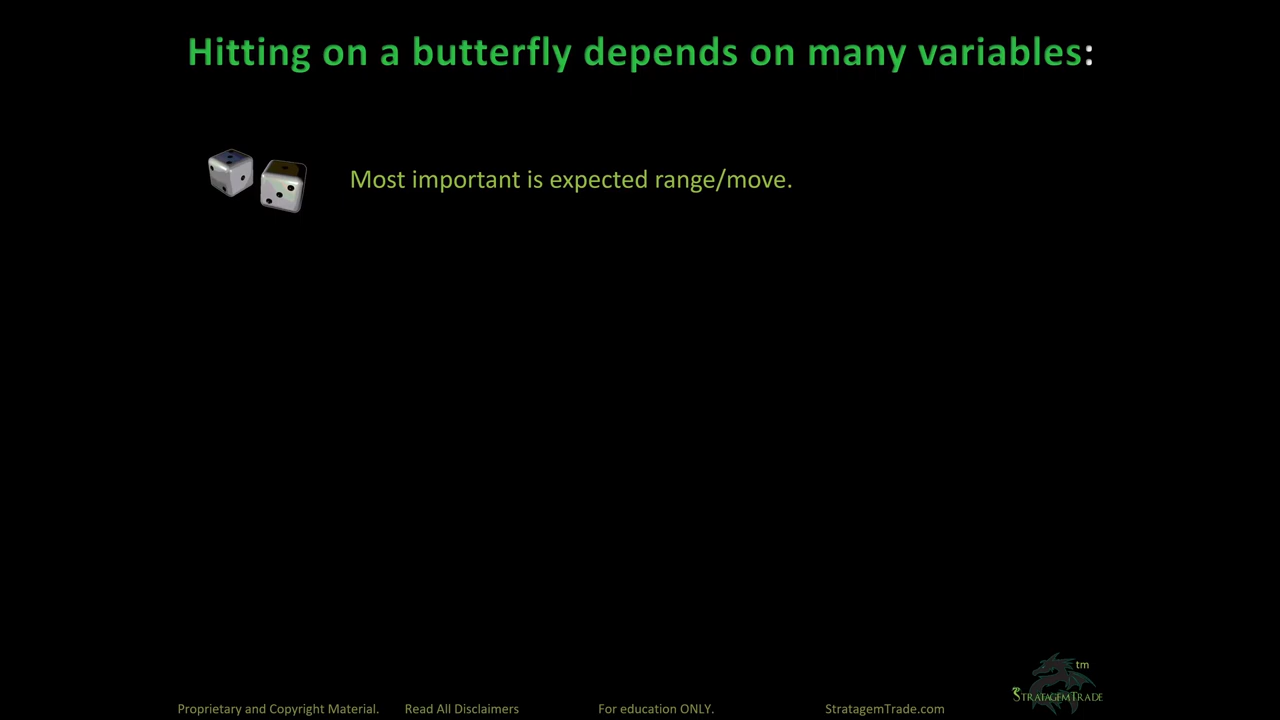 Hitting on a butterfly depends on many variables:
Most important is expected range/move.
tm
STRATAGEMTRADE
Proprietary and Copyright Material. Read All Disclaimers For education ONLY. StratagemTrade.com